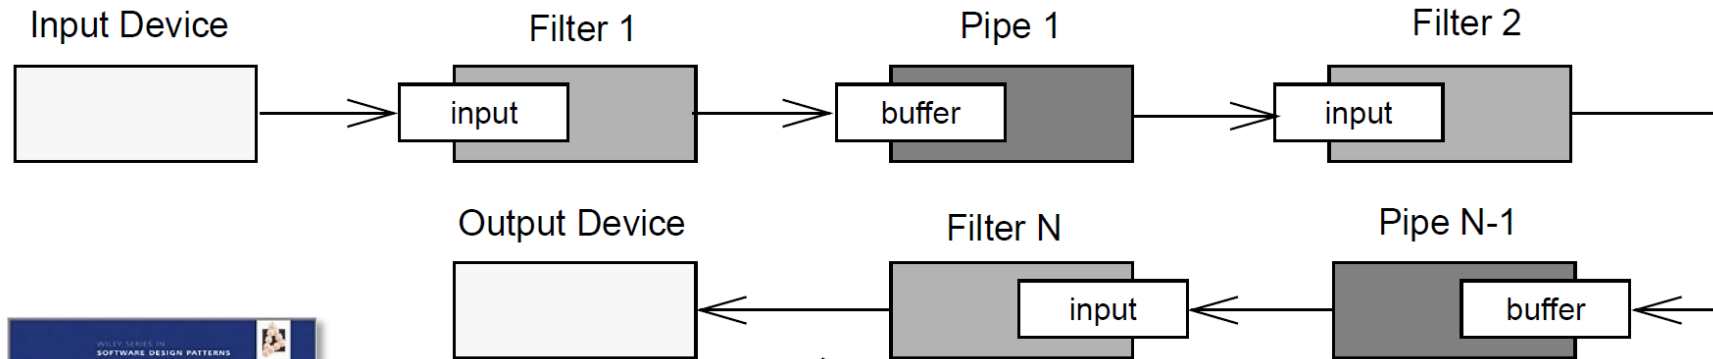 Input Device
Filter 1
Pipe 1
Filter 2
input
buffer
input
Output Device
Filter N
Pipe N-1
input
buffer
WILEY SERIES IN
SOFTWARE DESIGN PATTERNS